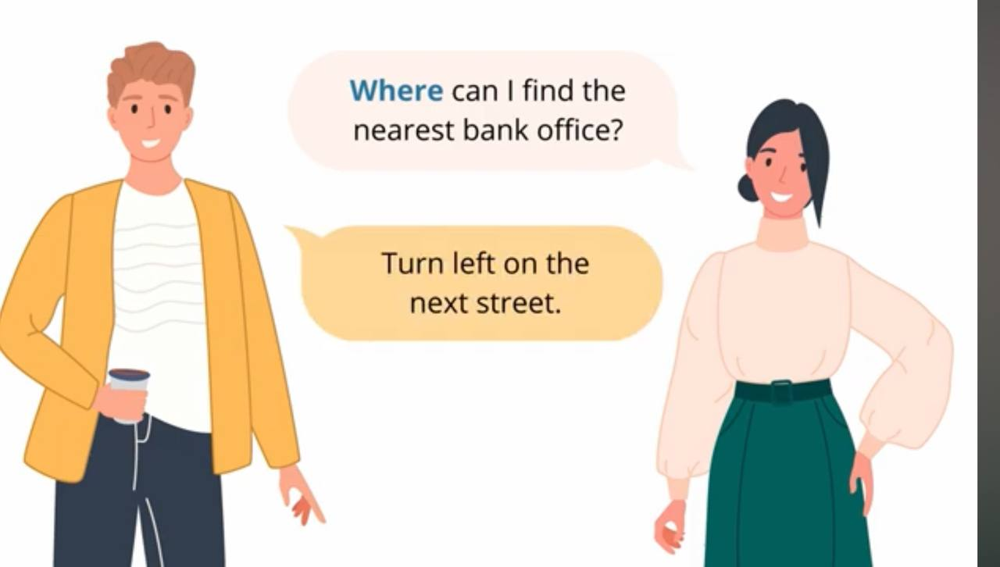 Where can I find the
nearest bank office?
Turn left on the
next street.